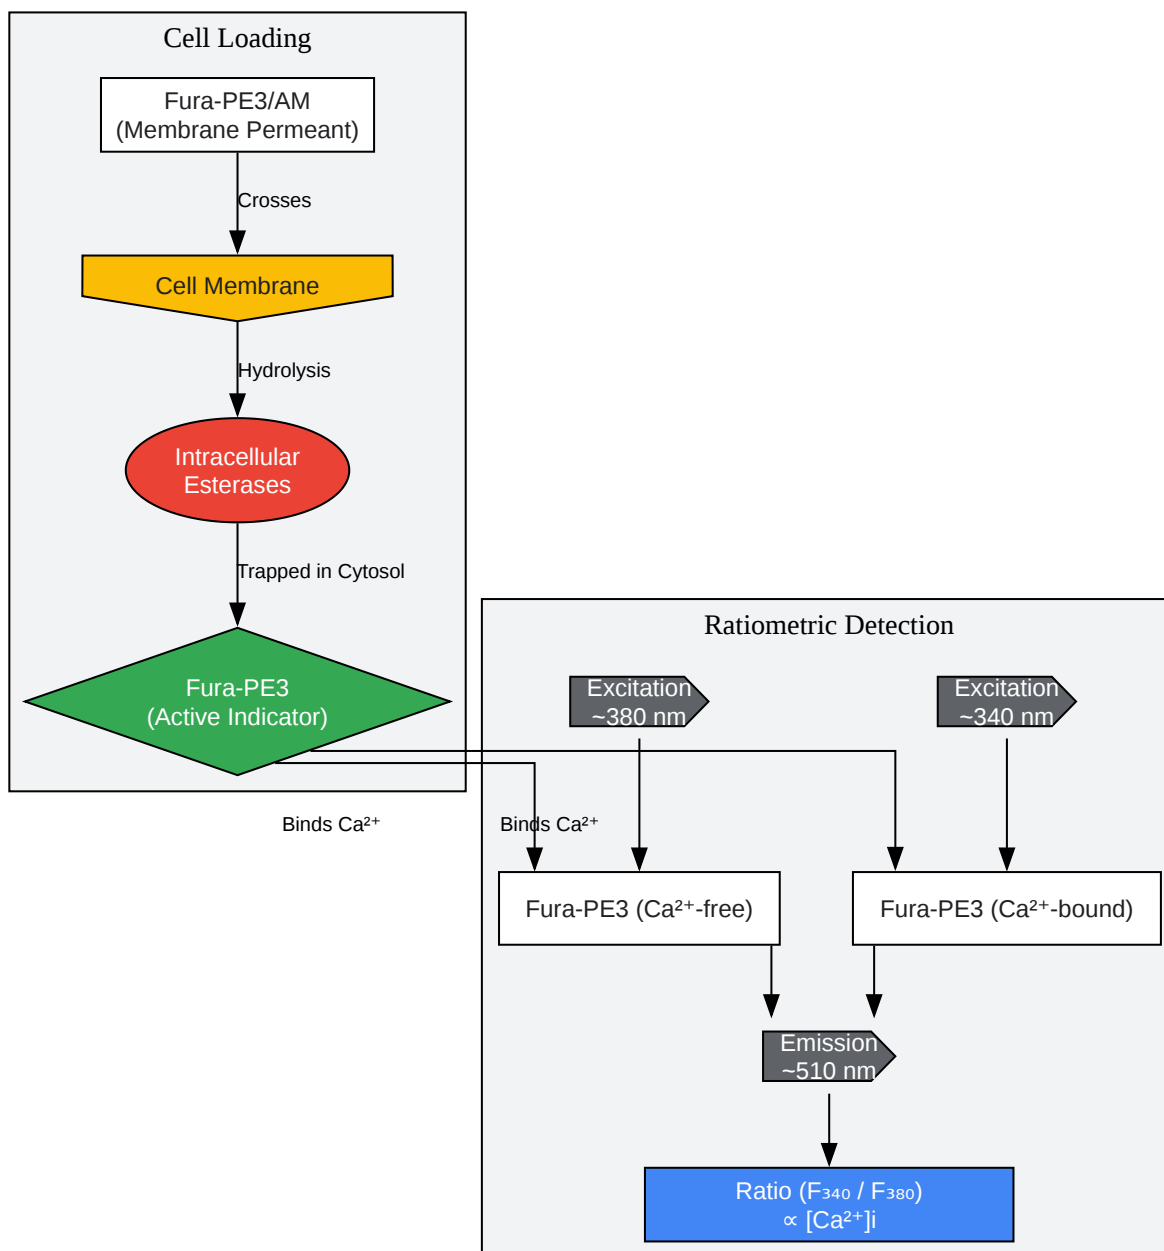 Cell Loading
Fura-PE3/AM
(Membrane Permeant)
Crosses
Cell Membrane
Hydrolysis
Intracellular
Esterases
Trapped in Cytosol
Fura-PE3
(Active Indicator)
Ratiometric Detection
Excitation
~380 nm
Excitation
~340 nm
Binds Ca²⁺
Binds Ca²⁺
Fura-PE3 (Ca²⁺-free)
Fura-PE3 (Ca²⁺-bound)
Emission
~510 nm
Ratio (F₃₄₀ / F₃₈₀)
∝ [Ca²⁺]i